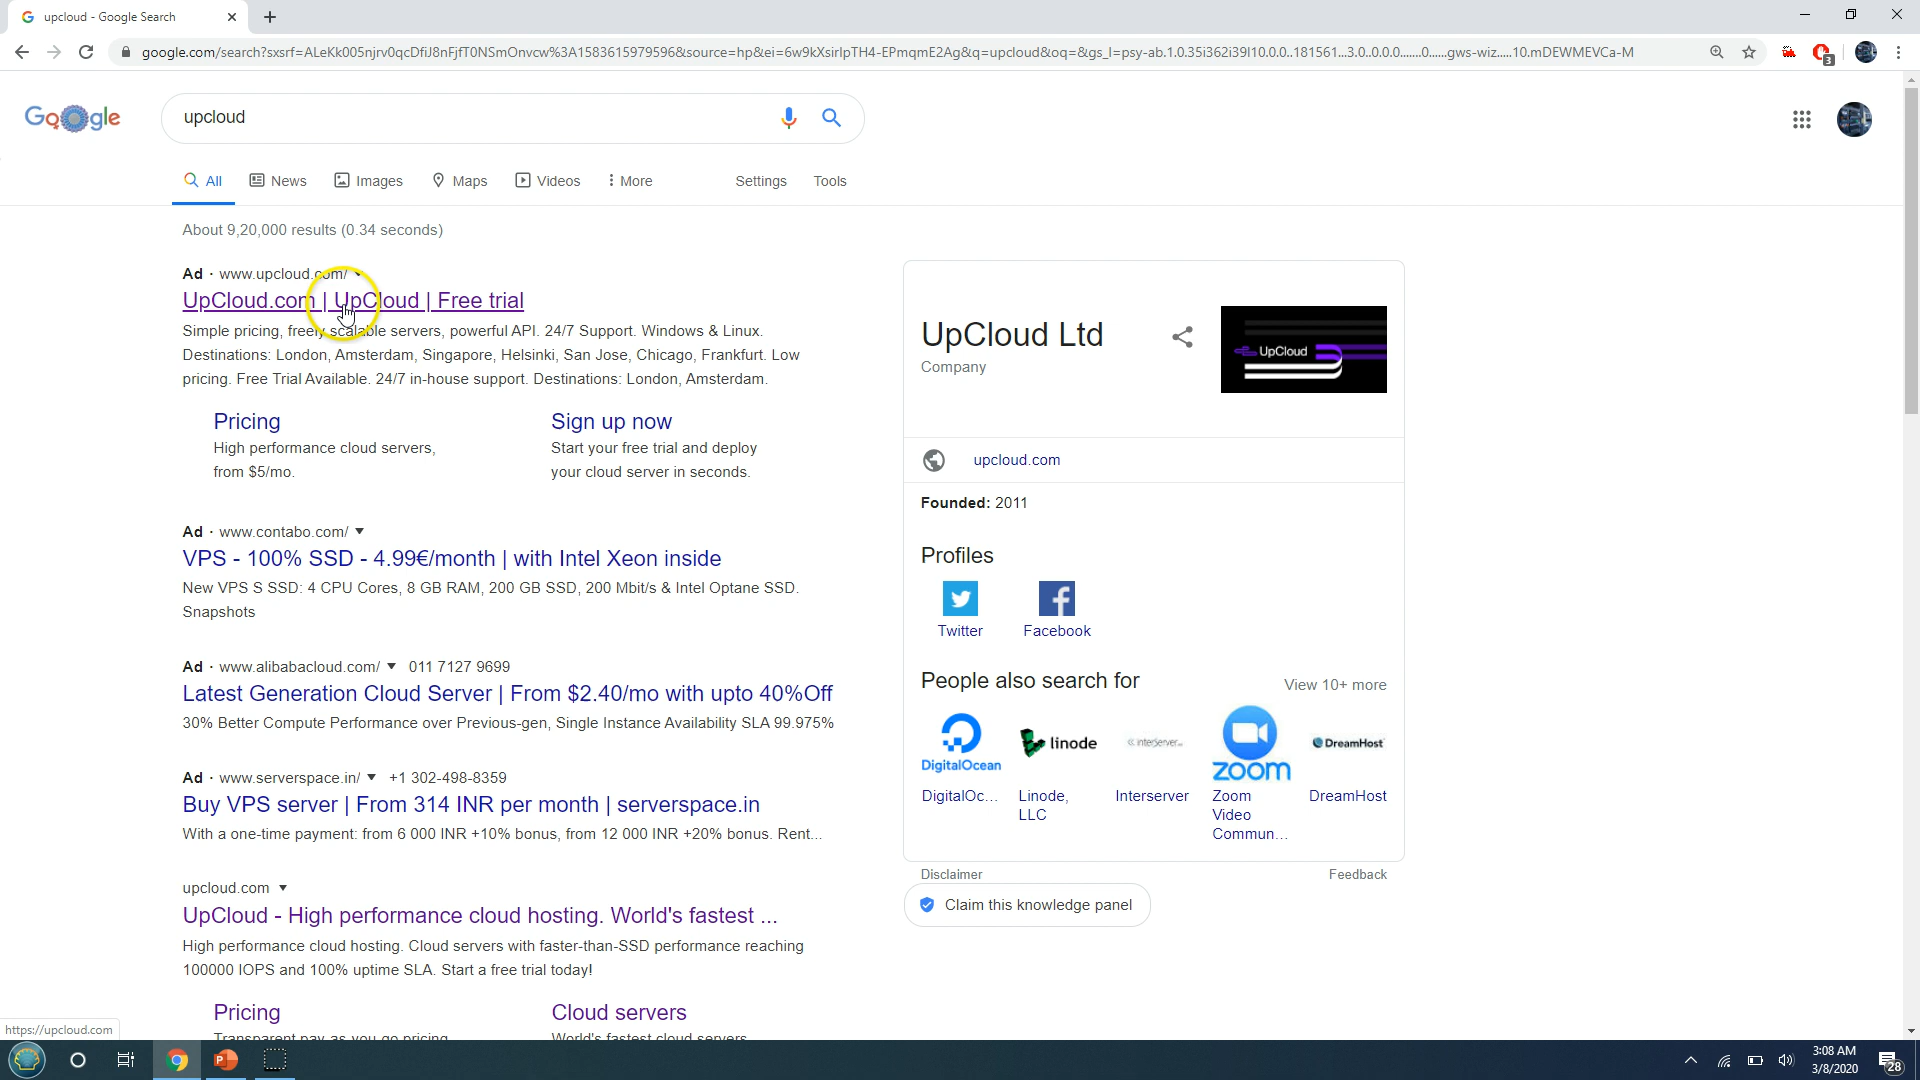 upcloud - Google Search
google.com/search?sxsrf=ALeKk005njrv0qcDfiJ8nFjfT0NSmOnvcw%3A1583615979596&source=hp&ei=6w9kXsirIpTH4-EPmqmE2Ag&q=upcloud&oq=&gs_l=psy-ab.1.0.35i362i39l10.0.0..181561...3.0..0.0.0.......0......gws-wiz.....10.mDEWMEVCa-M
3
Google
upcloud
All News Images Maps Videos More Settings Tools
About 9,20,000 results (0.34 seconds)
Ad · www.upcloud.com/
UpCloud.com | UpCloud | Free trial
Simple pricing, freely scalable servers, powerful API. 24/7 Support. Windows & Linux.
Destinations: London, Amsterdam, Singapore, Helsinki, San Jose, Chicago, Frankfurt. Low
pricing. Free Trial Available. 24/7 in-house support. Destinations: London, Amsterdam.
Pricing
High performance cloud servers,
from $5/mo.
Sign up now
Start your free trial and deploy
your cloud server in seconds.
Ad · www.contabo.com/
VPS - 100% SSD - 4.99€/month | with Intel Xeon inside
New VPS S SSD: 4 CPU Cores, 8 GB RAM, 200 GB SSD, 200 Mbit/s & Intel Optane SSD.
Snapshots
Ad · www.alibabacloud.com/ 011 7127 9699
Latest Generation Cloud Server | From $2.40/mo with upto 40%Off
30% Better Compute Performance over Previous-gen, Single Instance Availability SLA 99.975%
Ad · www.serverspace.in/ +1 302-498-8359
Buy VPS server | From 314 INR per month | serverspace.in
With a one-time payment: from 6 000 INR +10% bonus, from 12 000 INR +20% bonus. Rent...
upcloud.com
UpCloud - High performance cloud hosting. World's fastest ...
High performance cloud hosting. Cloud servers with faster-than-SSD performance reaching
100000 IOPS and 100% uptime SLA. Start a free trial today!
Pricing
Transparent pay as you go pricing
Cloud servers
World's fastest cloud servers
UpCloud Ltd
Company
UpCloud
upcloud.com
Founded: 2011
Profiles
Twitter
Facebook
People also search for
View 10+ more
DigitalOcean
linode
interserver
zoom
DreamHost
DigitalOc...
Linode,
LLC
Interserver
Zoom
Video
Commun...
DreamHost
Disclaimer
Feedback
Claim this knowledge panel
https://upcloud.com
3:08 AM
3/8/2020
28